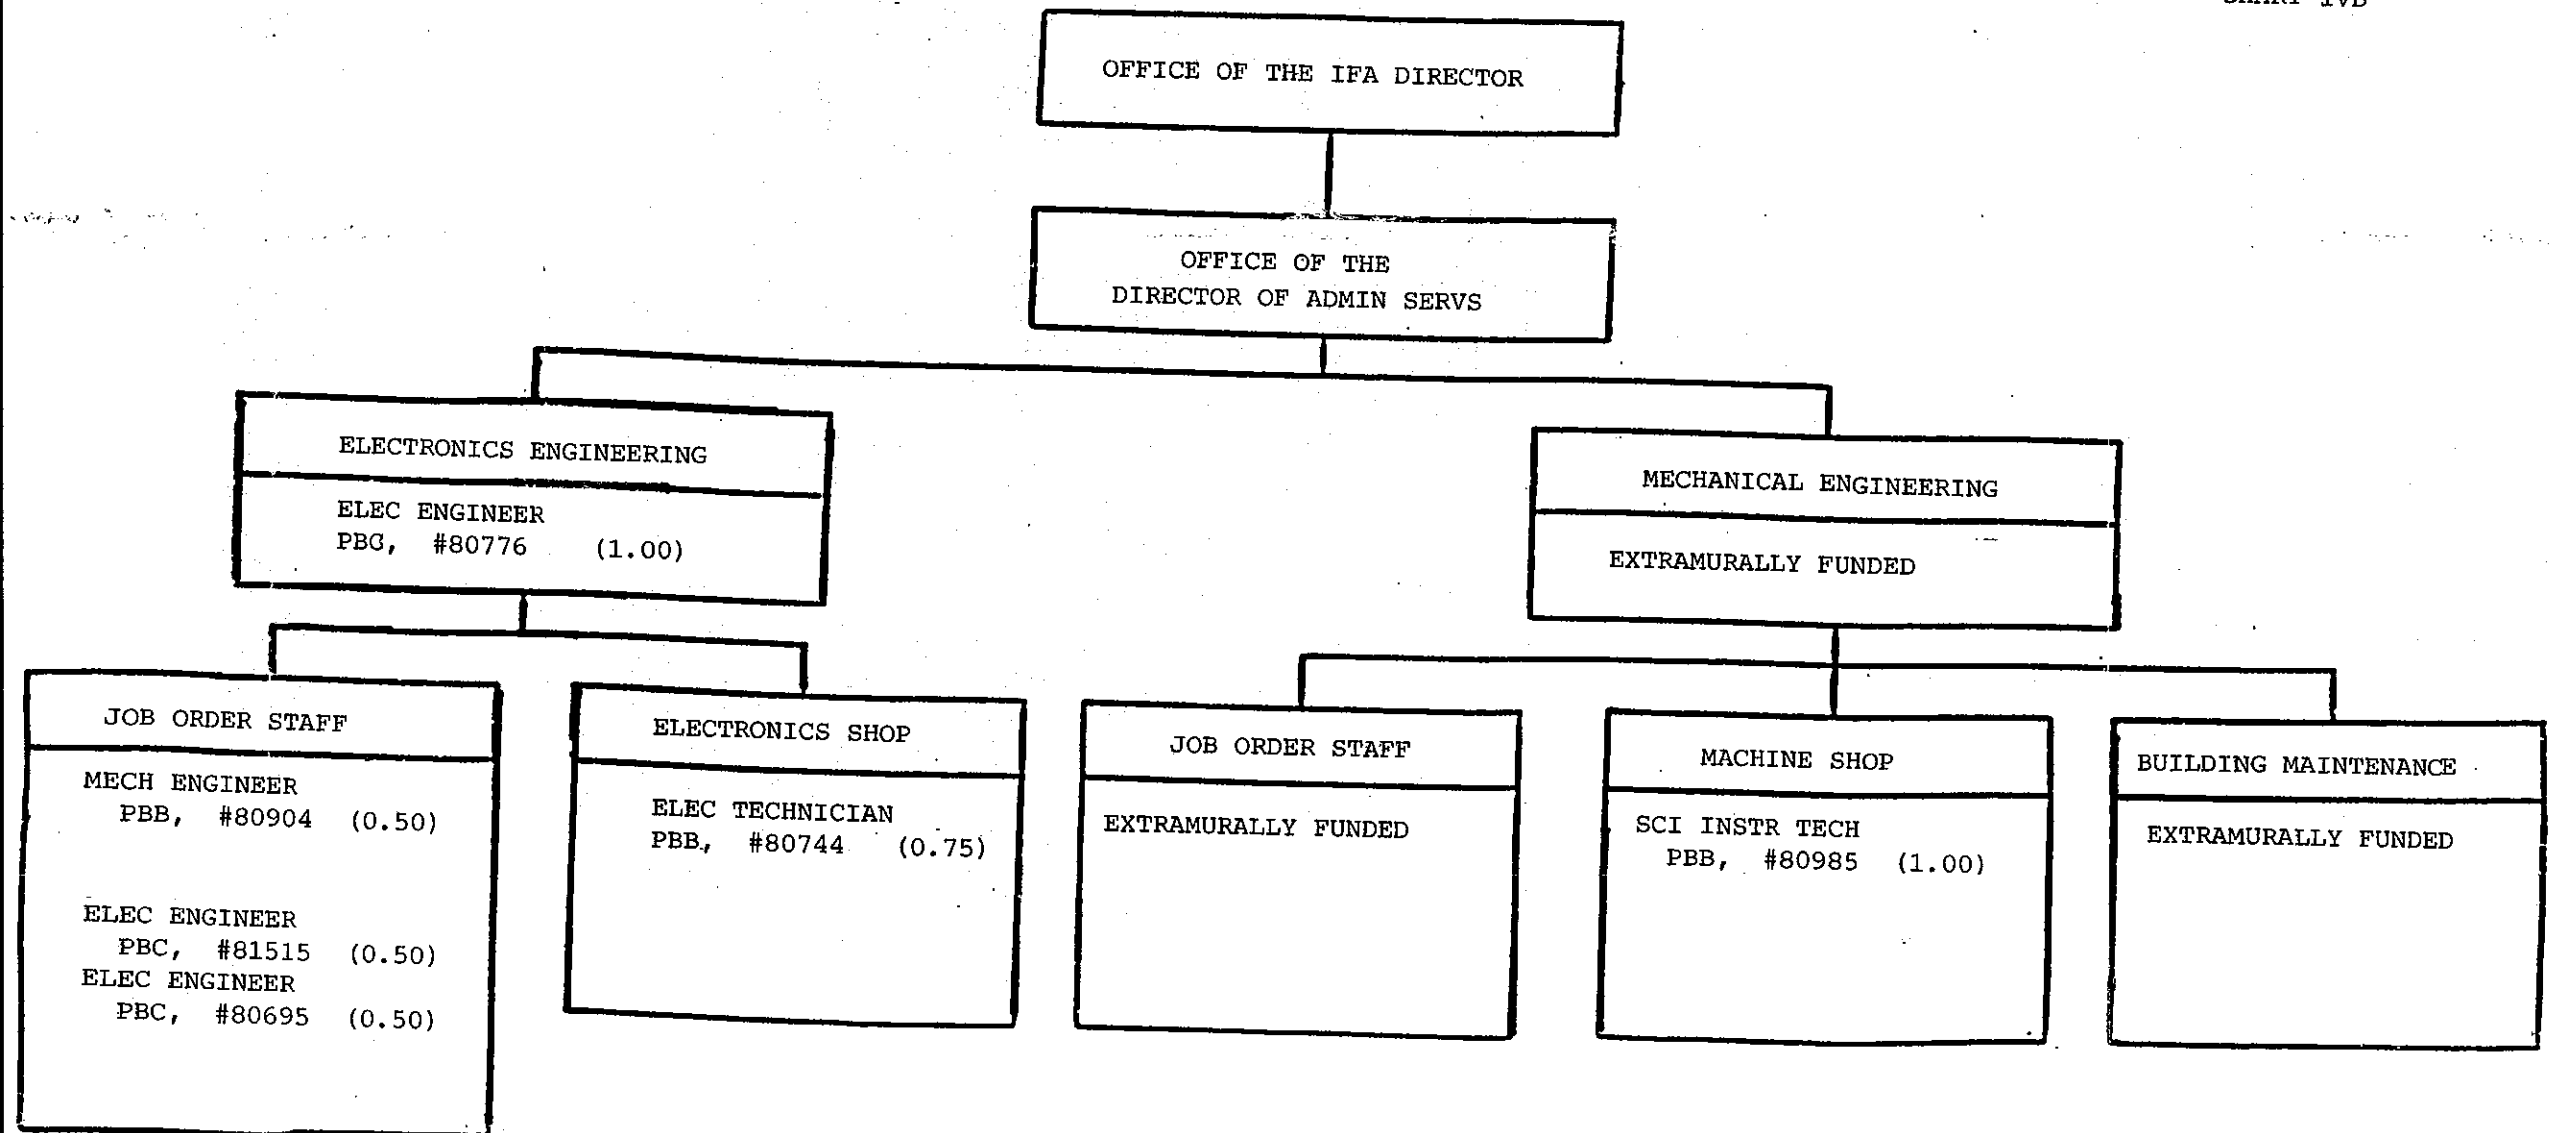 OFFICE OF THE IFA DIRECTOR
OFFICE OF THE
DIRECTOR OF ADMIN SERVS
ELECTRONICS ENGINEERING
ELEC ENGINEER
PBG, #80776 (1.00)
MECHANICAL ENGINEERING
EXTRAMURALLY FUNDED
JOB ORDER STAFF
MECH ENGINEER
PBB, #80904 (0.50)
ELEC ENGINEER
PBC, #81515 (0.50)
ELEC ENGINEER
PBC, #80695 (0.50)
ELECTRONICS SHOP
ELEC TECHNICIAN
PBB, #80744 (0.75)
JOB ORDER STAFF
EXTRAMURALLY FUNDED
MACHINE SHOP
SCI INSTR TECH
PBB, #80985 (1.00)
BUILDING MAINTENANCE
EXTRAMURALLY FUNDED